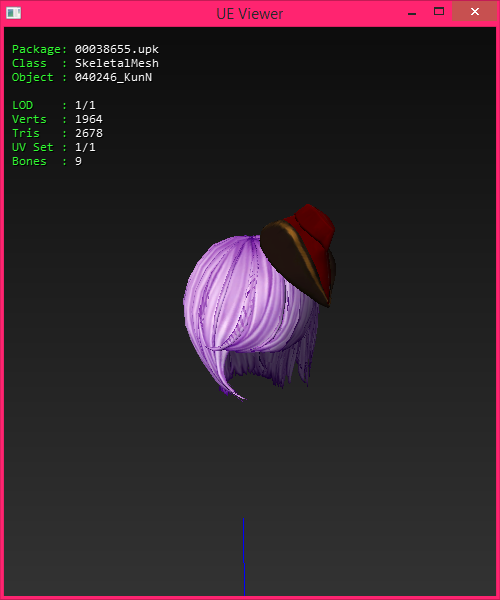 UE Viewer
Package: 00038655.upk
Class  : SkeletalMesh
Object : 040246_KunN
LOD    : 1/1
Verts  : 1964
Tris   : 2678
UV Set : 1/1
Bones  : 9